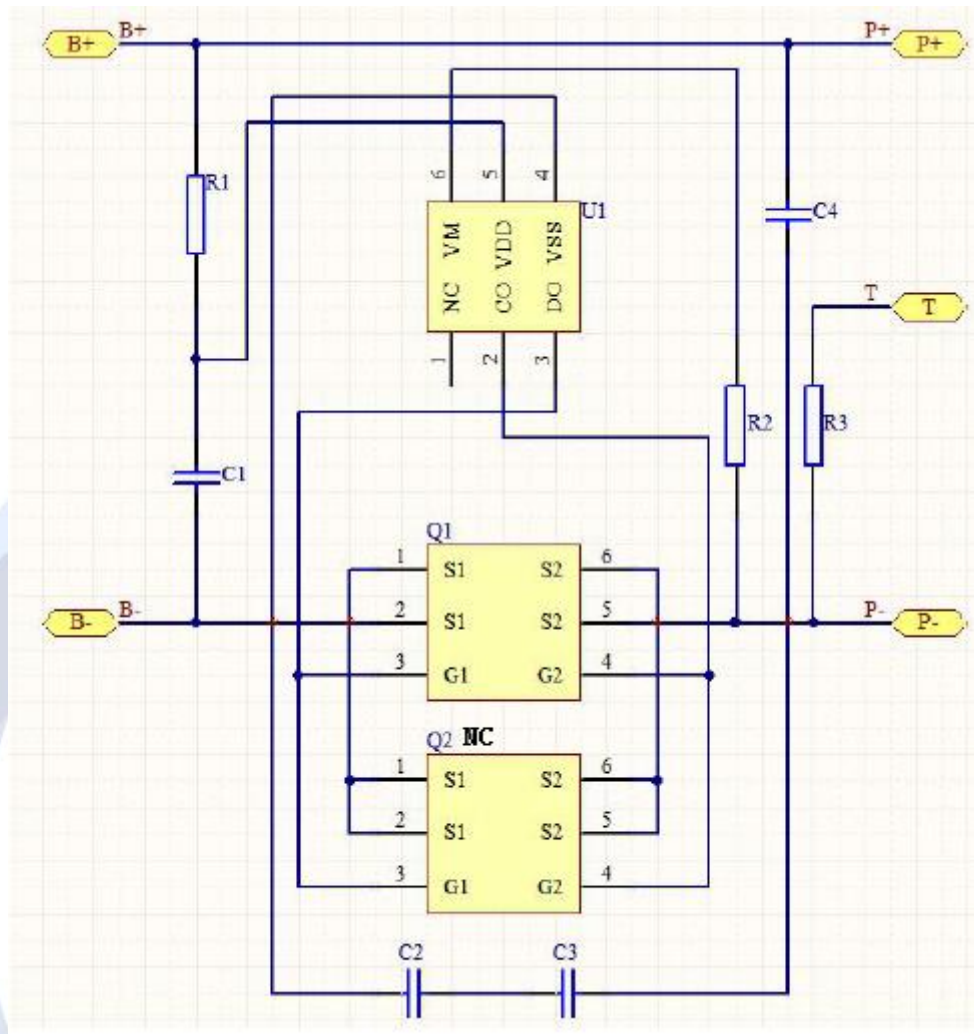 B+ B+ P+ P+
6 5 4
R1 U1 C4
VM VDD VSS
NC CO DO
T T
1 2 3
R2 R3
C1
Q1
1 S1 S2 6
B- B- 2 S1 S2 5 P- P-
3 G1 G2 4
Q2 NC
1 S1 S2 6
2 S1 S2 5
3 G1 G2 4
C2 C3